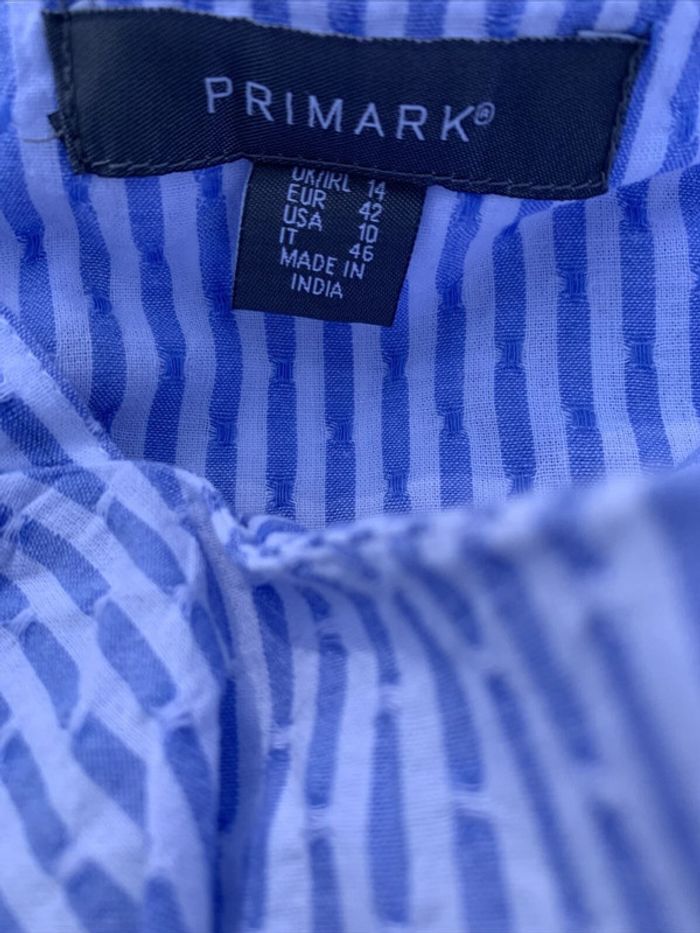 PRIMARK®
UK/IRL 14
EUR 42
USA 10
IT 46
MADE IN
INDIA